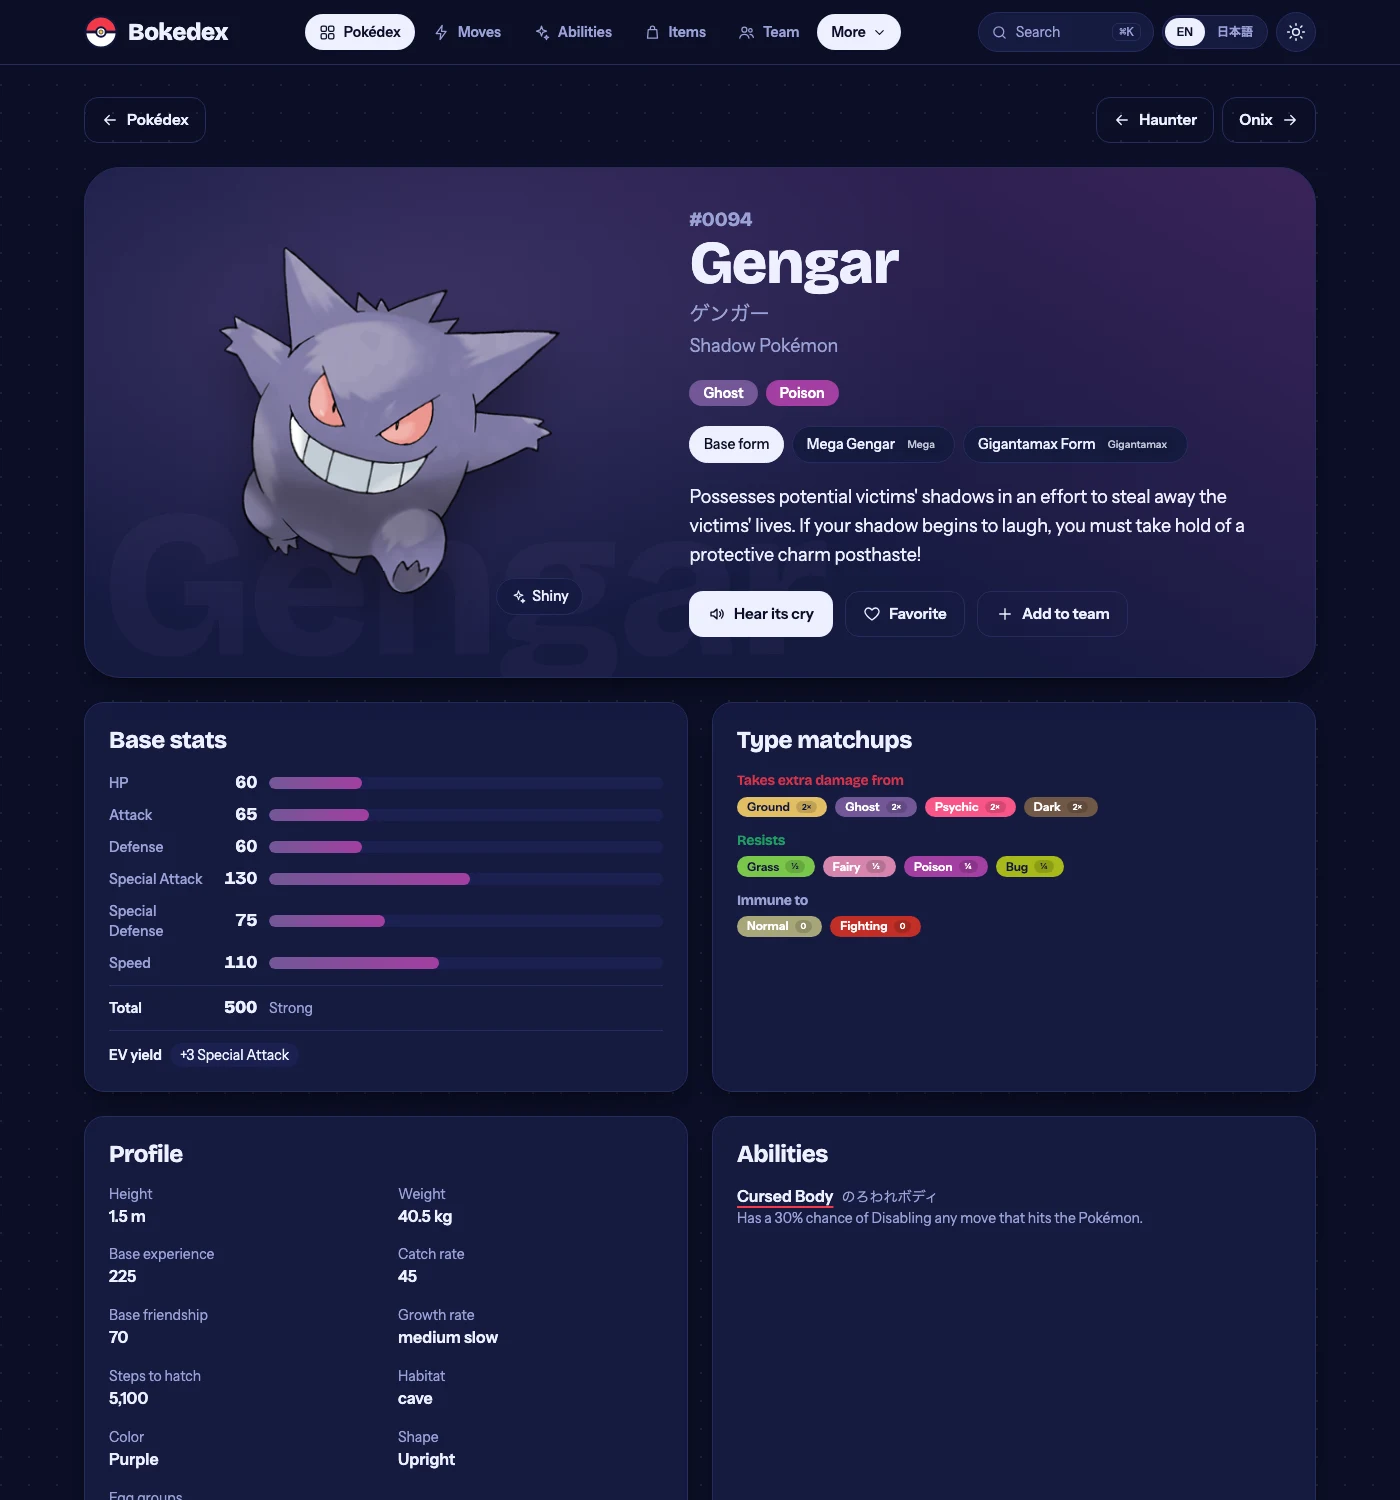 Bokedex
Pokédex
Moves
Abilities
Items
Team
More
Search
⌘K
EN
日本語
Pokédex
Haunter
Onix
#0094
Gengar
ゲンガー
Shadow Pokémon
Ghost
Poison
Base form
Mega Gengar Mega
Gigantamax Form Gigantamax
Possesses potential victims' shadows in an effort to steal away the
victims' lives. If your shadow begins to laugh, you must take hold of a
protective charm posthaste!
Gengar
Shiny
Hear its cry
Favorite
Add to team
Base stats
HP 60
Attack 65
Defense 60
Special Attack 130
Special
Defense 75
Speed 110
Total 500 Strong
EV yield +3 Special Attack
Type matchups
Takes extra damage from
Ground 2× Ghost 2× Psychic 2× Dark 2×
Resists
Grass ½ Fairy ½ Poison ¼ Bug ¼
Immune to
Normal 0 Fighting 0
Profile
Height
1.5 m
Weight
40.5 kg
Base experience
225
Catch rate
45
Base friendship
70
Growth rate
medium slow
Steps to hatch
5,100
Habitat
cave
Color
Purple
Shape
Upright
Egg groups
Abilities
Cursed Body のろわれボディ
Has a 30% chance of Disabling any move that hits the Pokémon.